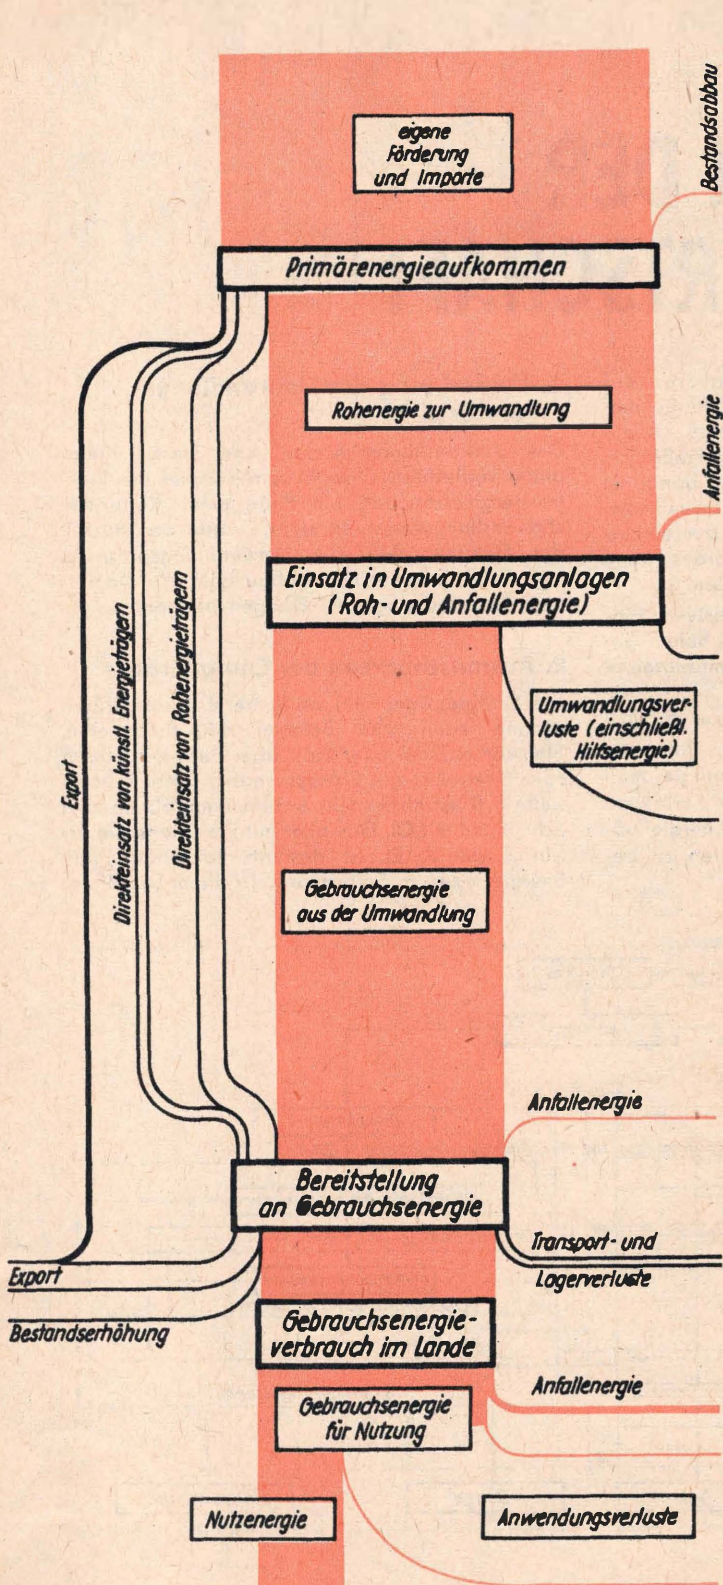 Bestandsabbau
eigene
Förderung
und Importe
Primärenergieaufkommen
Rohenergie zur Umwandlung
Anfallenergie
Einsatz in Umwandlungsanlagen
(Roh- und Anfallenergie)
Umwandlungsver-
luste (einschließl.
Hilfsenergie)
Export
Direkteinsatz von künstl. Energieträgern
Direkteinsatz von Rohenergieträgern
Gebrauchsenergie
aus der Umwandlung
Anfallenergie
Bereitstellung
an Gebrauchsenergie
Transport- und
Lagerverluste
Export
Bestandserhöhung
Gebrauchsenergie-
verbrauch im Lande
Anfallenergie
Gebrauchsenergie
für Nutzung
Nutzenergie
Anwendungsverluste